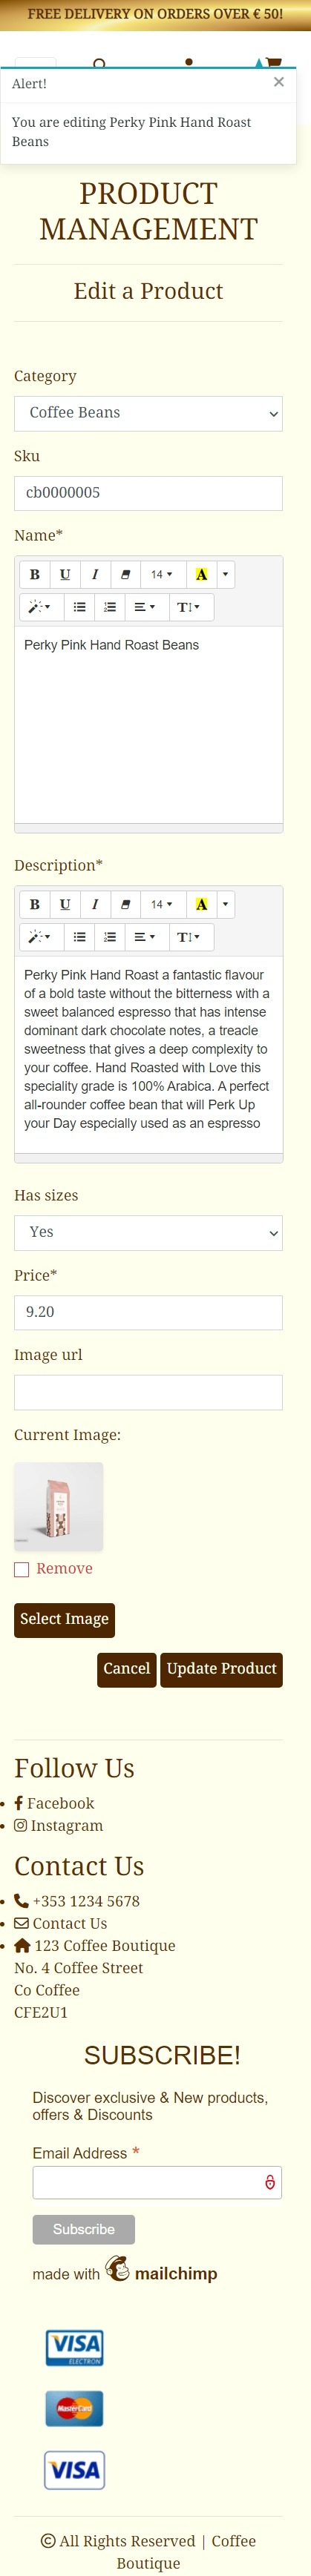 FREE DELIVERY ON ORDERS OVER € 50!
Alert!
×
You are editing Perky Pink Hand Roast
Beans
PRODUCT
MANAGEMENT
Edit a Product
Category
Coffee Beans
Sku
cb0000005
Name*
B U I 14 A
T
Perky Pink Hand Roast Beans
Description*
B U I 14 A
T
Perky Pink Hand Roast a fantastic flavour
of a bold taste without the bitterness with a
sweet balanced espresso that has intense
dominant dark chocolate notes, a treacle
sweetness that gives a deep complexity to
your coffee. Hand Roasted with Love this
speciality grade is 100% Arabica. A perfect
all-rounder coffee bean that will Perk Up
your Day especially used as an espresso
Has sizes
Yes
Price*
9.20
Image url
Current Image:
Remove
Select Image
Cancel Update Product
Follow Us
Facebook
Instagram
Contact Us
+353 1234 5678
Contact Us
123 Coffee Boutique
No. 4 Coffee Street
Co Coffee
CFE2U1
SUBSCRIBE!
Discover exclusive & New products,
offers & Discounts
Email Address *
Subscribe
made with mailchimp
VISA
ELECTRON
MasterCard
VISA
© All Rights Reserved | Coffee
Boutique